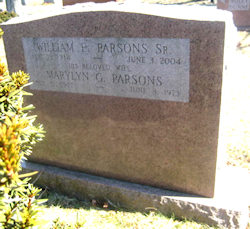 WILLIAM P. PARSONS SR.
— JUNE 3, 2004
HIS BELOVED WIFE
MARYLYN G. PARSONS
— JUNE 8, 1973